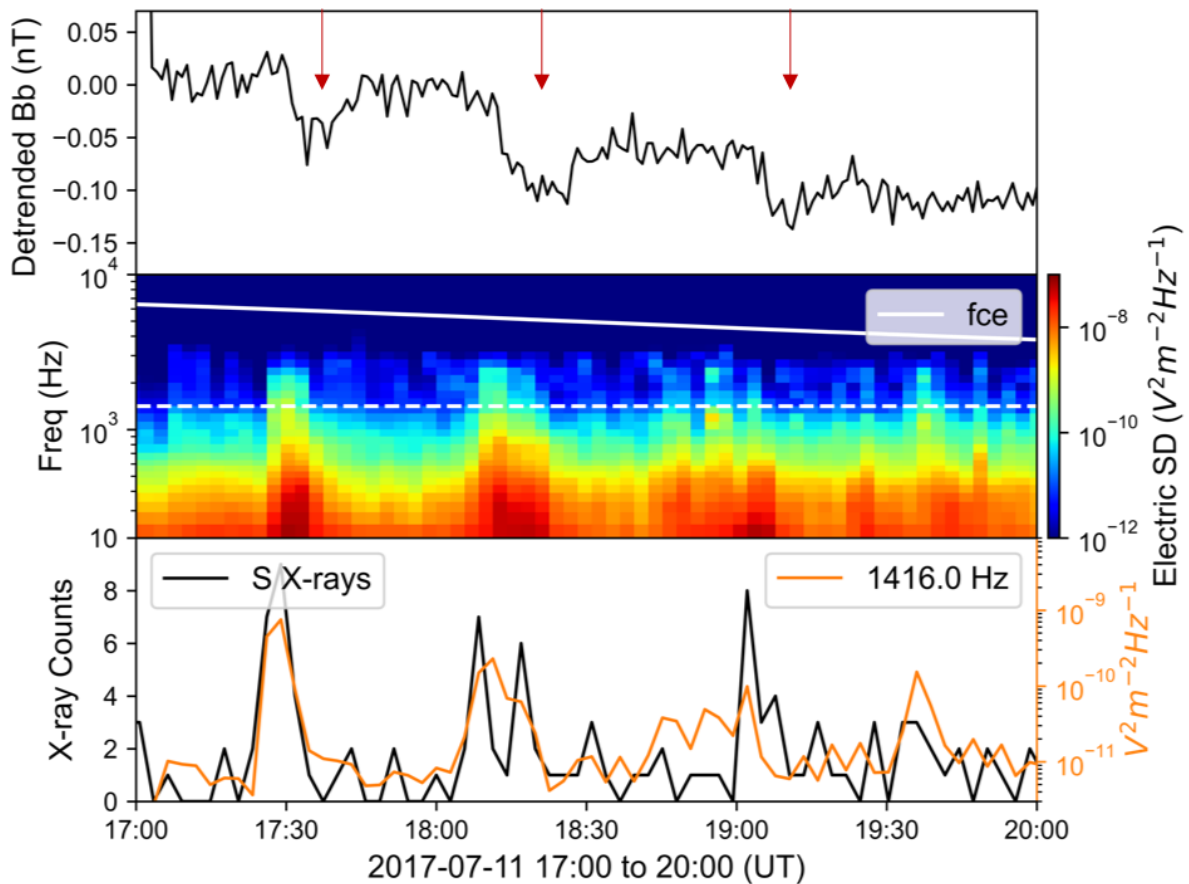 0.05
0.00
−0.05
−0.10
−0.15
Detrended Bb (nT)
10⁴
10³
10
Freq (Hz)
fce
10⁻⁸
10⁻¹⁰
10⁻¹²
Electric SD (V²m⁻²Hz⁻¹)
8
6
4
2
0
X-ray Counts
S X-rays
1416.0 Hz
10⁻⁹
10⁻¹⁰
10⁻¹¹
V²m⁻²Hz⁻¹
17:00 17:30 18:00 18:30 19:00 19:30 20:00
2017-07-11 17:00 to 20:00 (UT)